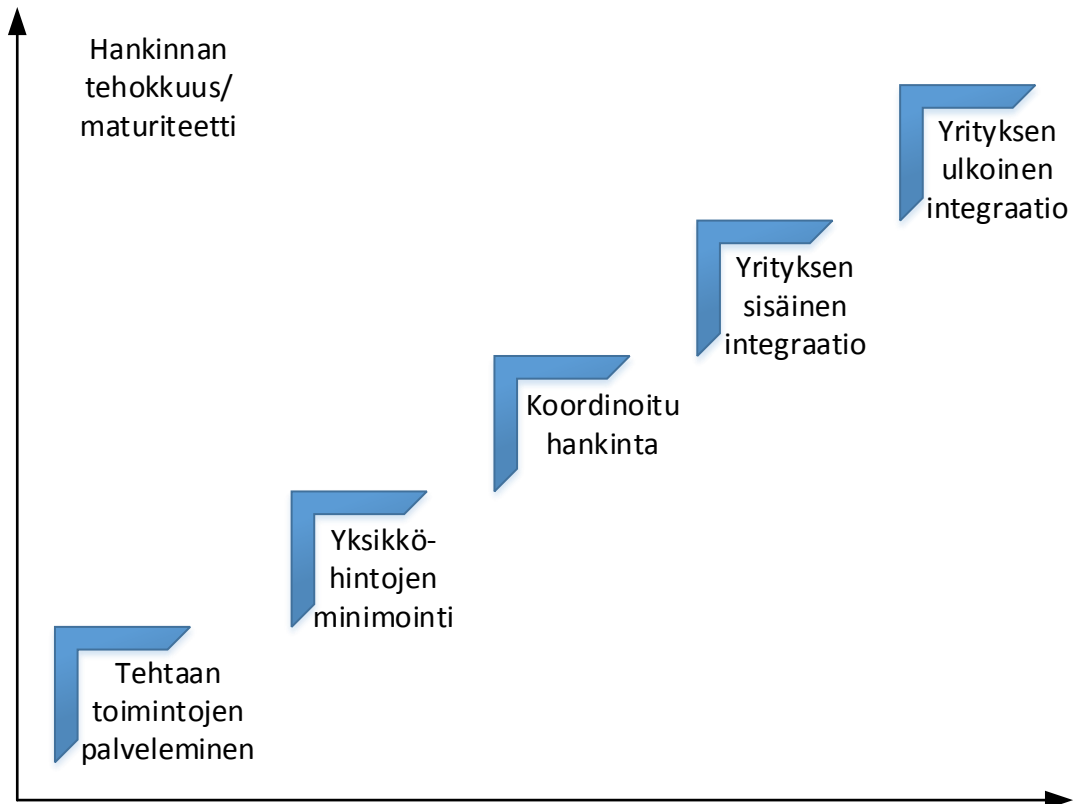 Hankinnan
tehokkuus/
maturiteetti
Yrityksen
ulkoinen
integraatio
Yrityksen
sisäinen
integraatio
Koordinoitu
hankinta
Yksikkö-
hintojen
minimointi
Tehtaan
toimintojen
palveleminen